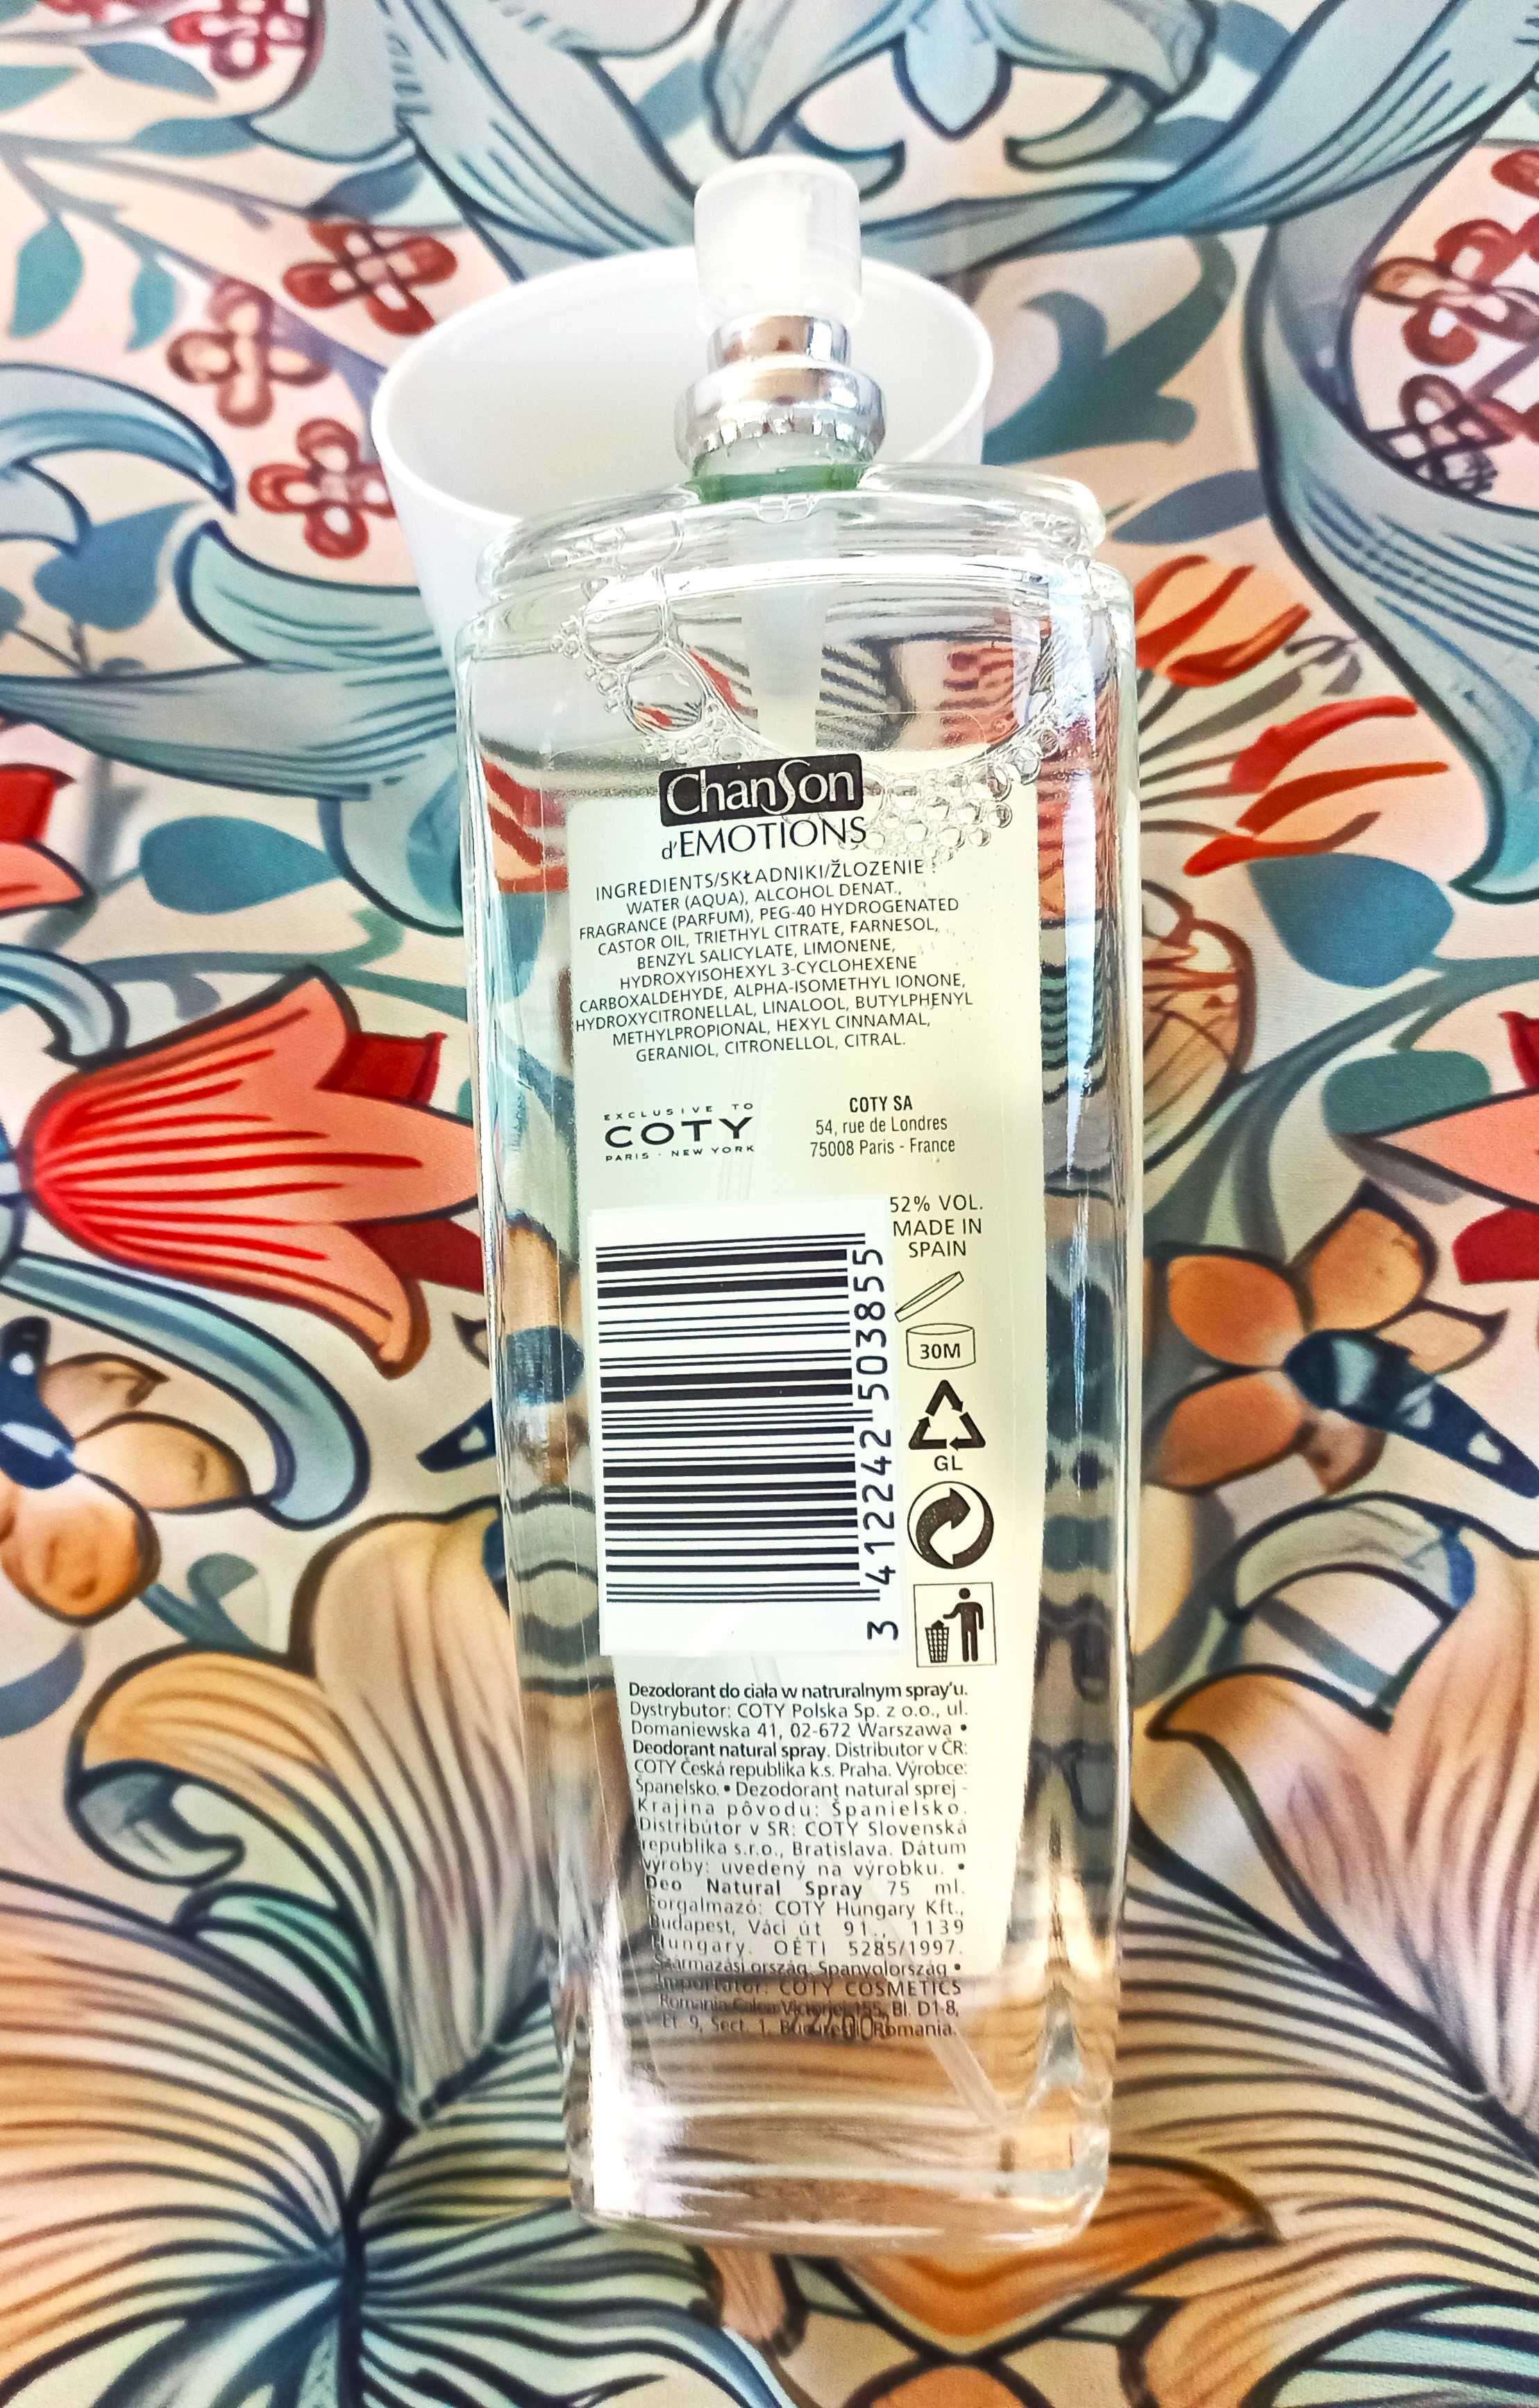 ChanSon
d'EMOTIONS
INGREDIENTS/SKŁADNIKI/ŽLOZENIE :
WATER (AQUA), ALCOHOL DENAT.,
FRAGRANCE (PARFUM), PEG-40 HYDROGENATED
CASTOR OIL, TRIETHYL CITRATE, FARNESOL,
BENZYL SALICYLATE, LIMONENE,
HYDROXYISOHEXYL 3-CYCLOHEXENE
CARBOXALDEHYDE, ALPHA-ISOMETHYL IONONE,
HYDROXYCITRONELLAL, LINALOOL, BUTYLPHENYL
METHYLPROPIONAL, HEXYL CINNAMAL,
GERANIOL, CITRONELLOL, CITRAL.
EXCLUSIVE TO
COTY
PARIS · NEW YORK
COTY SA
54, rue de Londres
75008 Paris - France
52% VOL.
MADE IN
SPAIN
30M
GL
3 412242 503855
Dezodorant do ciała w natruralnym spray'u.
Dystrybutor: COTY Polska Sp. z o.o., ul.
Domaniewska 41, 02-672 Warszawa •
Deodorant natural spray. Distributor v ČR:
COTY Česká republika k.s. Praha. Výrobce:
Španelsko. • Dezodorant natural sprej -
Krajina pôvodu: Španielsko.
Distribútor v SR: COTY Slovenská
republika s.r.o., Bratislava. Dátum
výroby: uvedený na výrobku. •
Deo Natural Spray 75 ml.
Forgalmazó: COTY Hungary Kft.,
Budapest, Váci út 91., 1139
Hungary. OÉTI 5285/1997.
Származási ország Spanyolország •
Importator: COTY COSMETICS
Romania Calea Victoriei 155, Bl. D1-8,
Et. 9, Sect. 1, Bucuresti Romania.